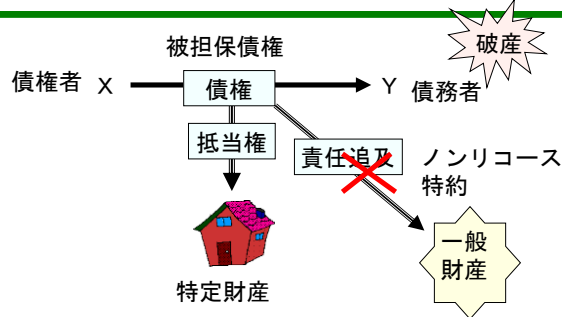 破産
被担保債権
債権者 X
債権
Y 債務者
抵当権
責任追及
ノンリコース
特約
一般
財産
特定財産